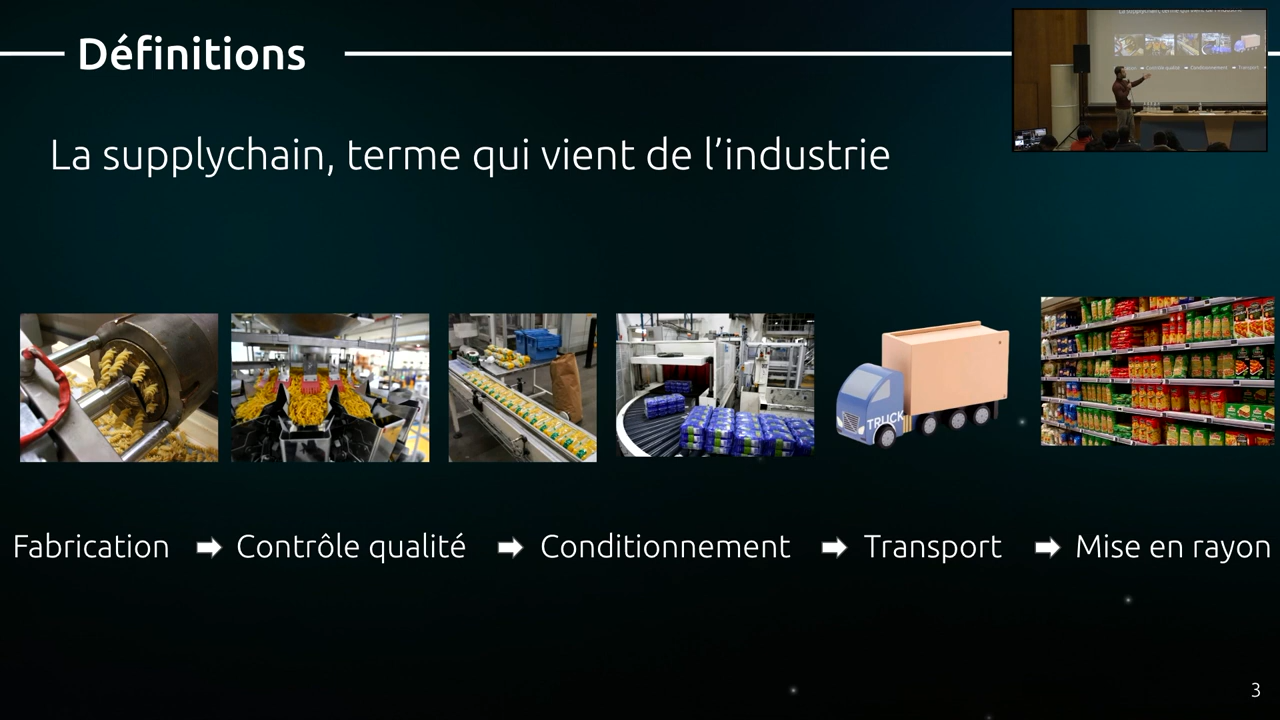 Définitions
La supplychain, terme qui vient de l'industrie
TRUCK
Fabrication ➡ Contrôle qualité ➡ Conditionnement ➡ Transport ➡ Mise en rayon
3